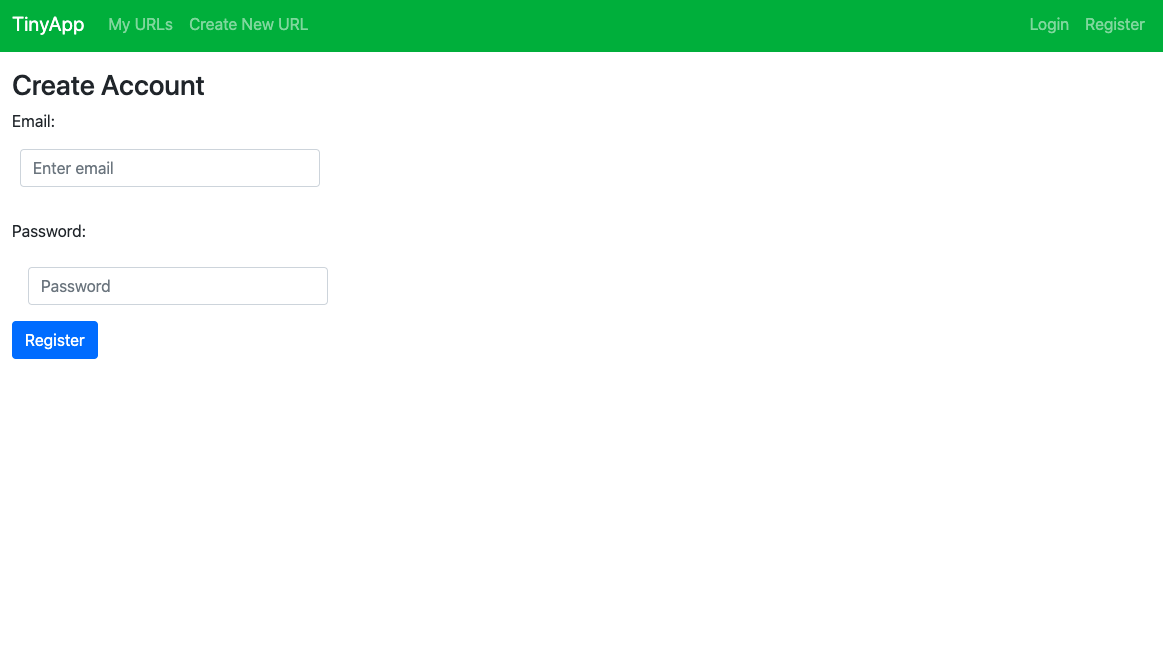 TinyApp My URLs Create New URL Login Register
Create Account
Email:
Enter email
Password:
Password
Register